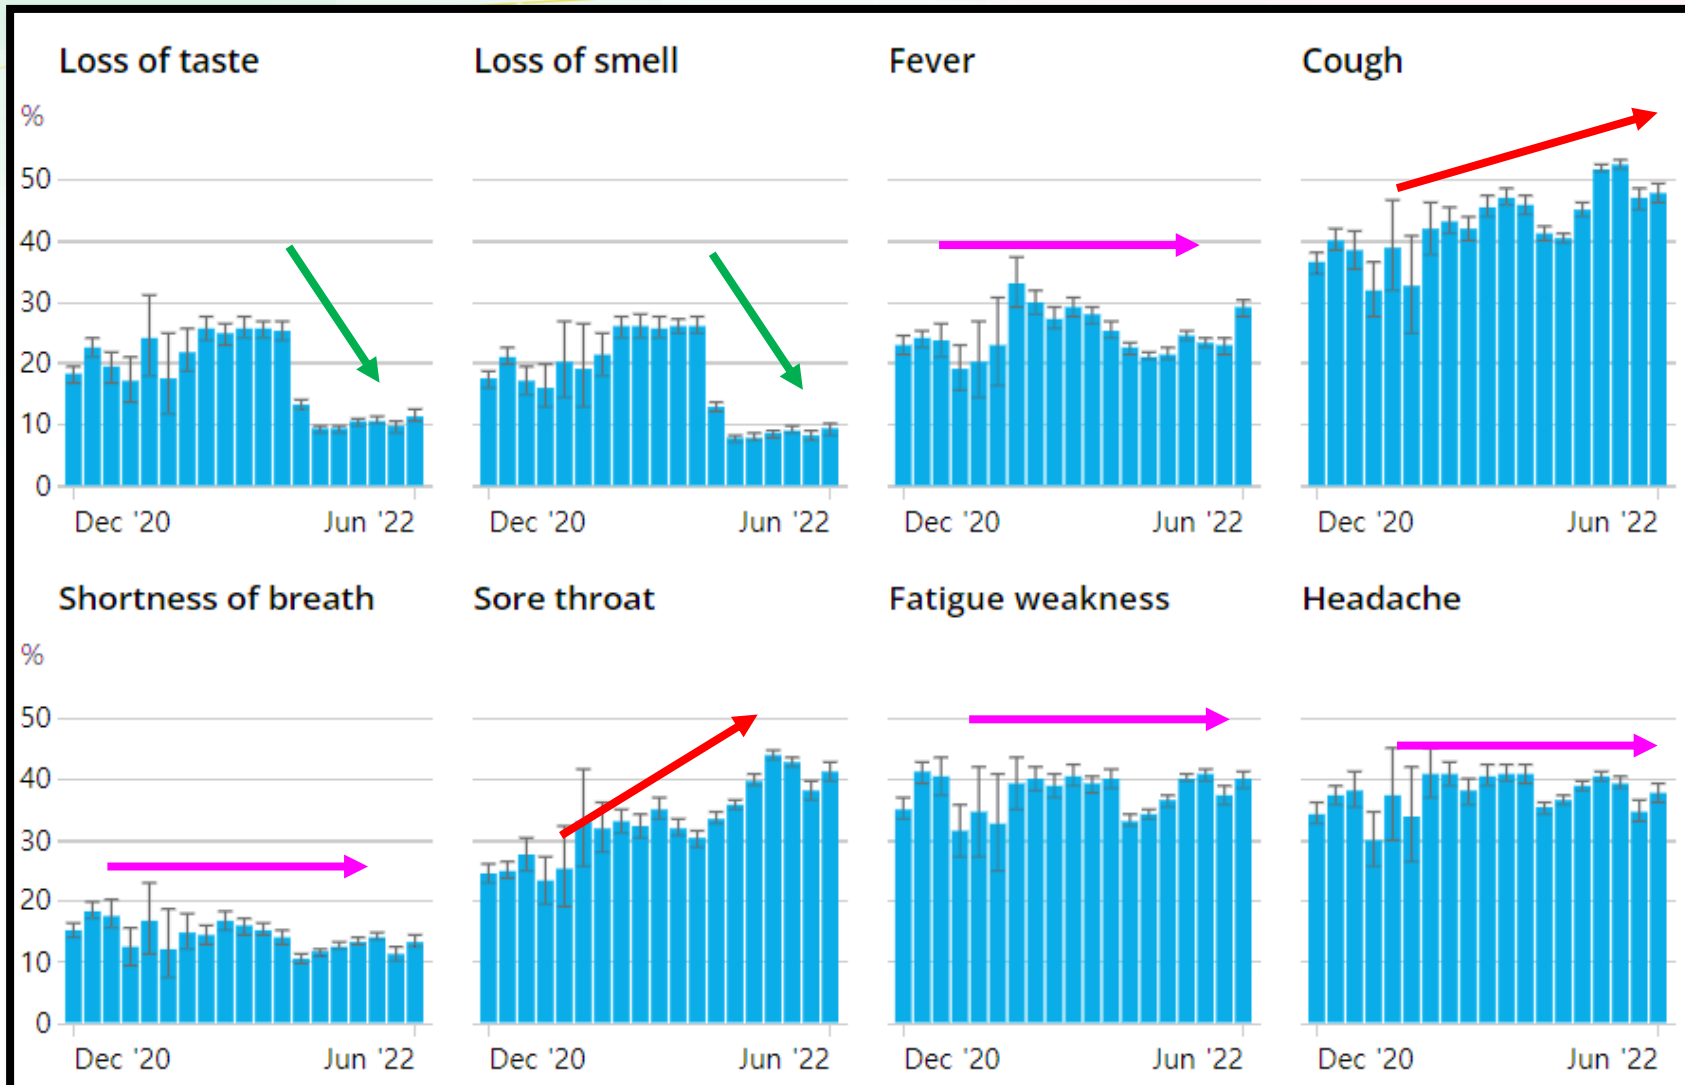 Loss of taste
Loss of smell
Fever
Cough
%
50
40
30
20
10
0
Dec '20 Jun '22
Dec '20 Jun '22
Dec '20 Jun '22
Dec '20 Jun '22
Shortness of breath
Sore throat
Fatigue weakness
Headache
%
50
40
30
20
10
0
Dec '20 Jun '22
Dec '20 Jun '22
Dec '20 Jun '22
Dec '20 Jun '22